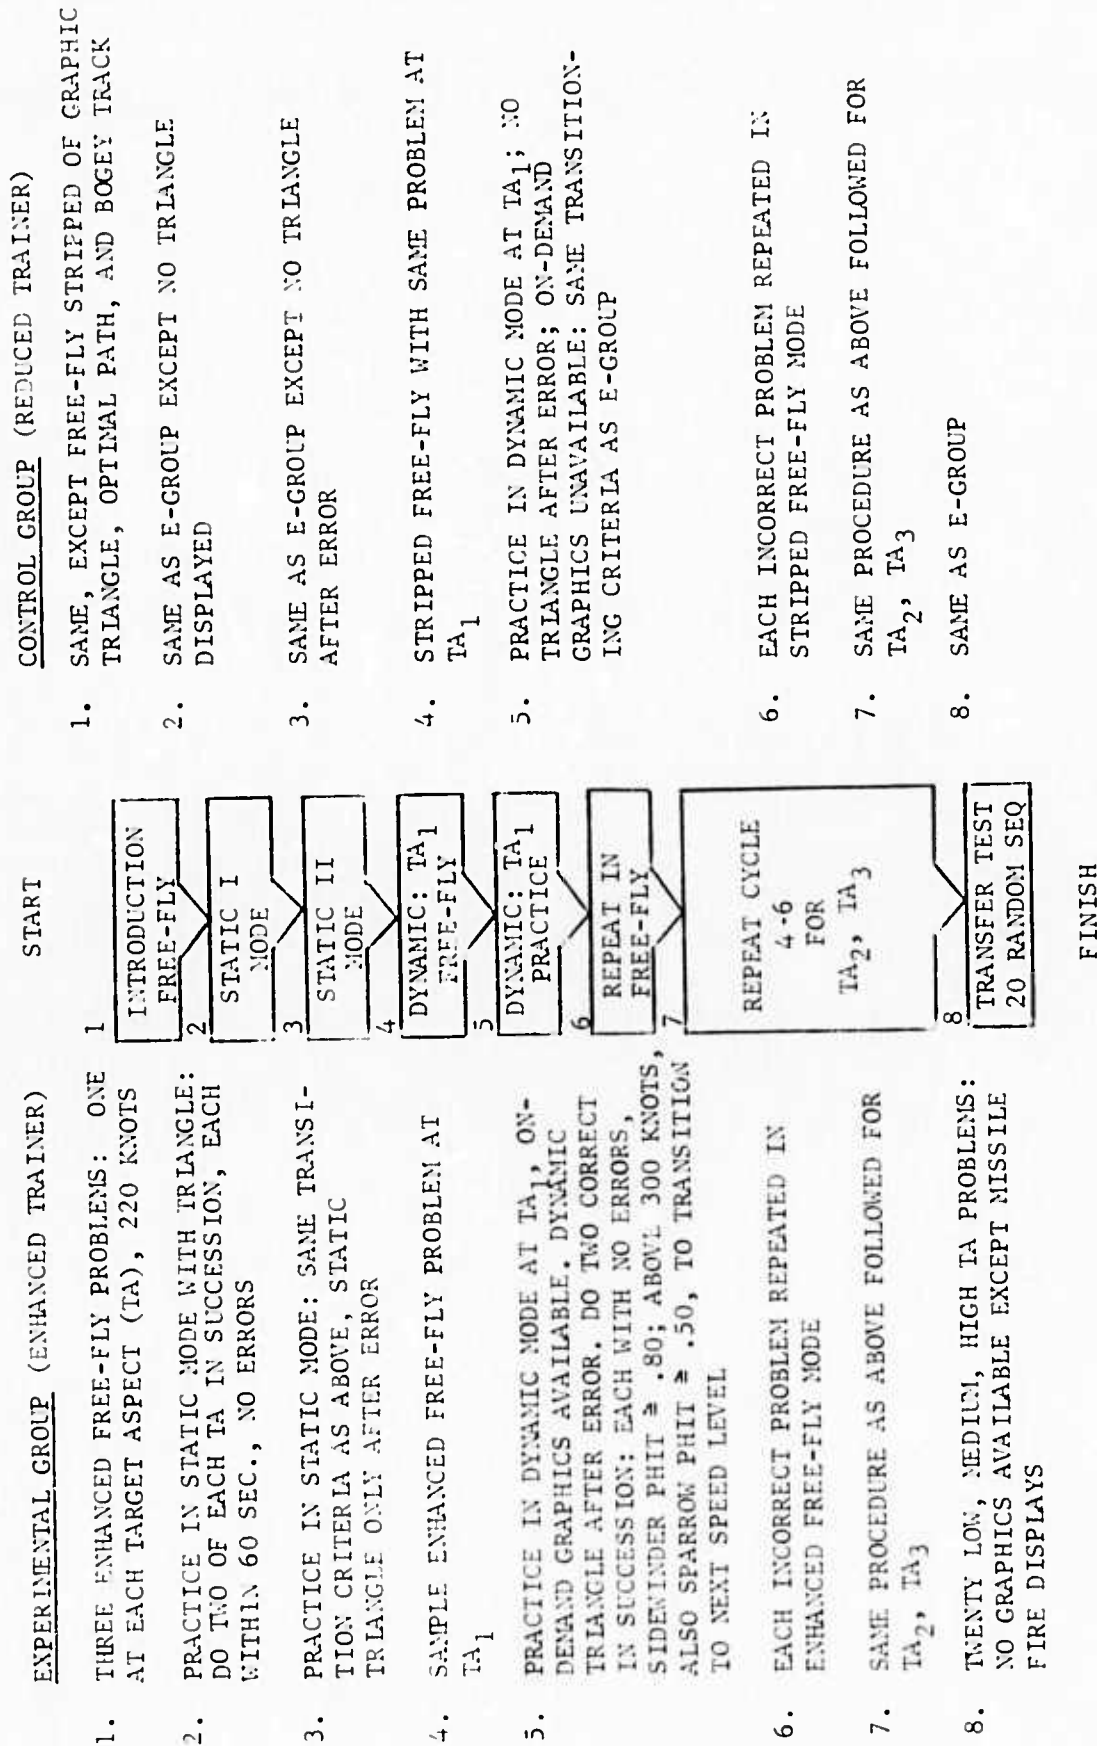 EXPERIMENTAL GROUP (ENHANCED TRAINER)
1. THREE ENHANCED FREE-FLY PROBLEMS: ONE
AT EACH TARGET ASPECT (TA), 220 KNOTS
2. PRACTICE IN STATIC MODE WITH TRIANGLE:
DO TWO OF EACH TA IN SUCCESSION, EACH
WITHIN 60 SEC., NO ERRORS
3. PRACTICE IN STATIC MODE: SAME TRANSI-
TION CRITERIA AS ABOVE, STATIC
TRIANGLE ONLY AFTER ERROR
4. SAMPLE ENHANCED FREE-FLY PROBLEM AT
TA₁
5. PRACTICE IN DYNAMIC MODE AT TA₁, ON-
DEMAND GRAPHICS AVAILABLE. DYNAMIC
TRIANGLE AFTER ERROR. DO TWO CORRECT
IN SUCCESSION: EACH WITH NO ERRORS,
SIDEWINDER PHIT ≥ .80; ABOVE 300 KNOTS,
ALSO SPARROW PHIT ≥ .50, TO TRANSITION
TO NEXT SPEED LEVEL
6. EACH INCORRECT PROBLEM REPEATED IN
ENHANCED FREE-FLY MODE
7. SAME PROCEDURE AS ABOVE FOLLOWED FOR
TA₂, TA₃
8. TWENTY LOW, MEDIUM, HIGH TA PROBLEMS:
NO GRAPHICS AVAILABLE EXCEPT MISSILE
FIRE DISPLAYS
START
1
INTRODUCTION
FREE-FLY
2
STATIC I
MODE
3
STATIC II
MODE
4
DYNAMIC: TA₁
FREE-FLY
5
DYNAMIC: TA₁
PRACTICE
6
REPEAT IN
FREE-FLY
7
REPEAT CYCLE
4-6
FOR
TA₂, TA₃
8
TRANSFER TEST
20 RANDOM SEQ
FINISH
CONTROL GROUP (REDUCED TRAINER)
1. SAME, EXCEPT FREE-FLY STRIPPED OF GRAPHIC
TRIANGLE, OPTIMAL PATH, AND BOGEY TRACK
2. SAME AS E-GROUP EXCEPT NO TRIANGLE
DISPLAYED
3. SAME AS E-GROUP EXCEPT NO TRIANGLE
AFTER ERROR
4. STRIPPED FREE-FLY WITH SAME PROBLEM AT
TA₁
5. PRACTICE IN DYNAMIC MODE AT TA₁; NO
TRIANGLE AFTER ERROR; ON-DEMAND
GRAPHICS UNAVAILABLE: SAME TRANSITION-
ING CRITERIA AS E-GROUP
6. EACH INCORRECT PROBLEM REPEATED IN
STRIPPED FREE-FLY MODE
7. SAME PROCEDURE AS ABOVE FOLLOWED FOR
TA₂, TA₃
8. SAME AS E-GROUP